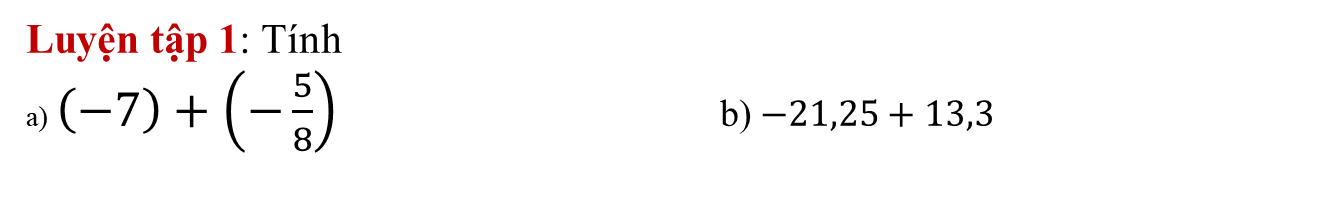 Luyện tập 1: Tính
a) (−7) + (−5/8) b) −21,25 + 13,3